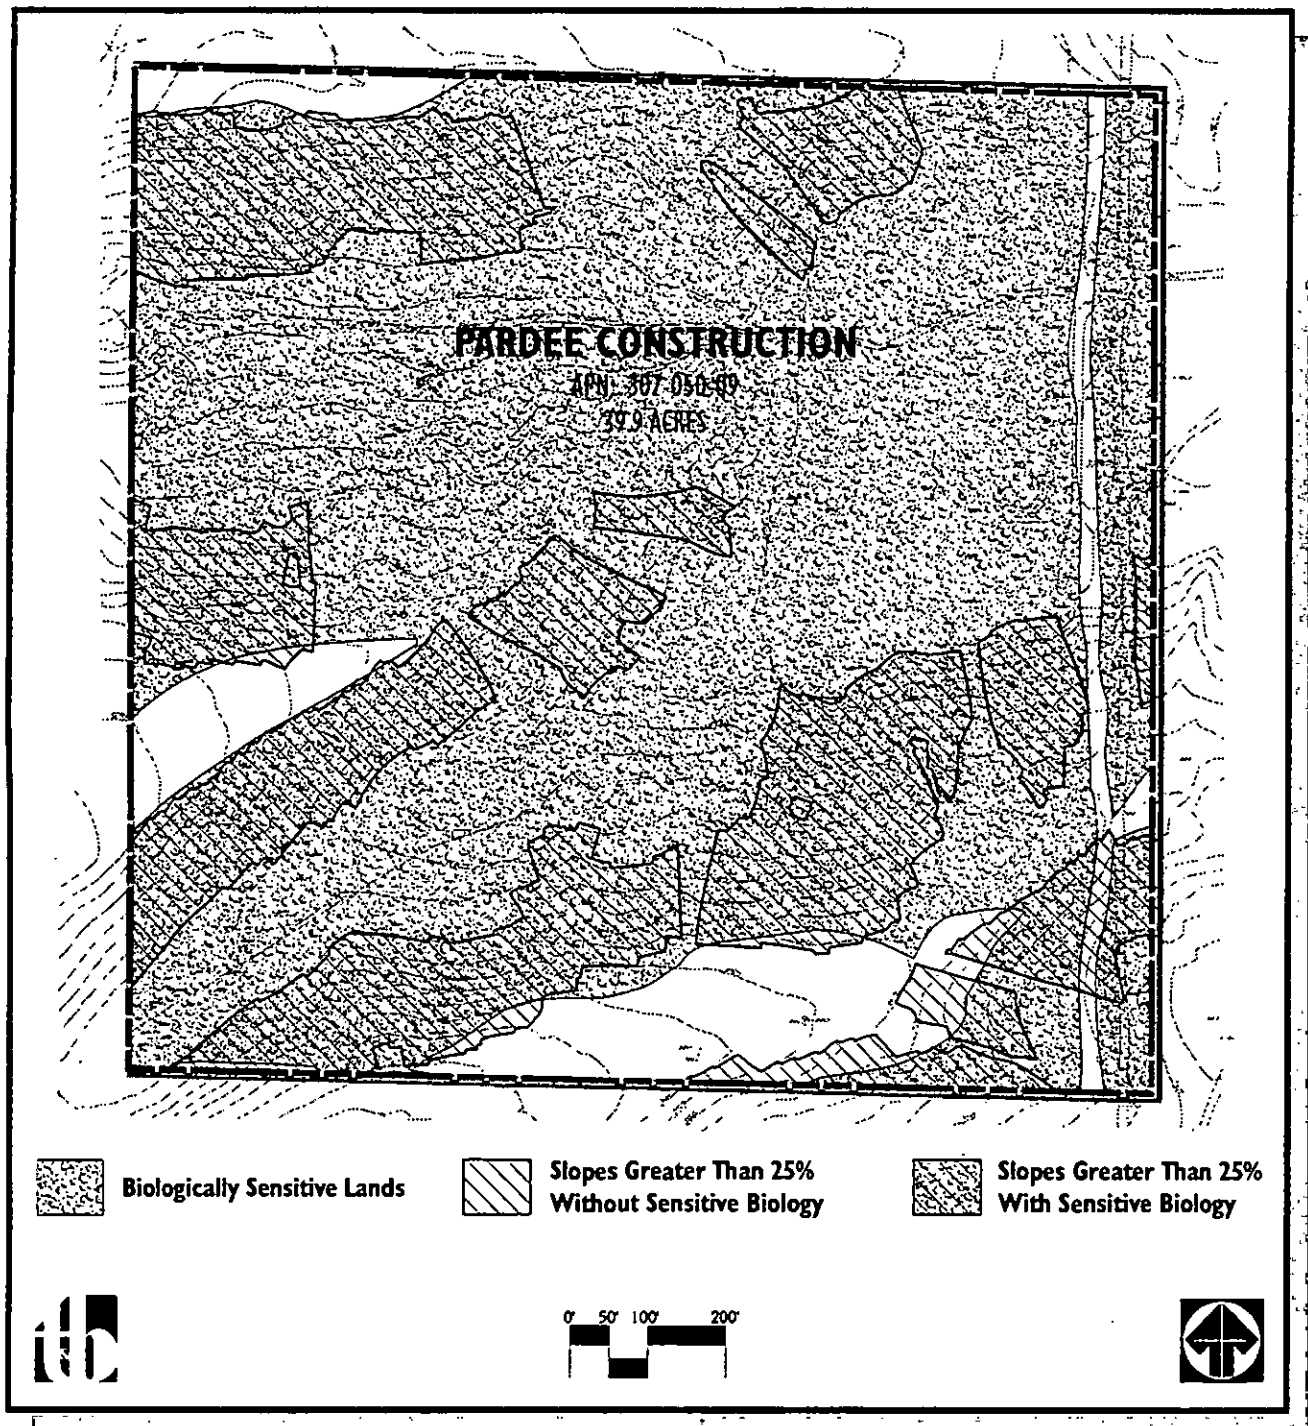 PARDEE CONSTRUCTION
APN: 307-050-09
39.9 ACRES
Biologically Sensitive Lands
Slopes Greater Than 25%
Without Sensitive Biology
Slopes Greater Than 25%
With Sensitive Biology
0' 50' 100' 200'